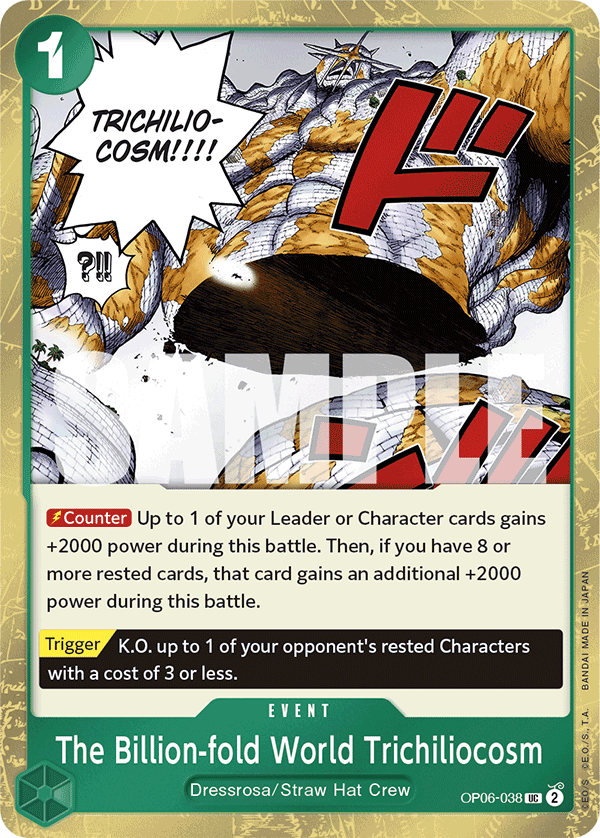 1
TRICHILIO-
COSM!!!!
ド
?!!
SAMPLE
Counter Up to 1 of your Leader or Character cards gains
+2000 power during this battle. Then, if you have 8 or
more rested cards, that card gains an additional +2000
power during this battle.
Trigger K.O. up to 1 of your opponent's rested Characters
with a cost of 3 or less.
EVENT
The Billion-fold World Trichiliocosm
Dressrosa/Straw Hat Crew
OP06-038 UC 2
©E.O.S. ©E.O./S., T.A. BANDAI MADE IN JAPAN